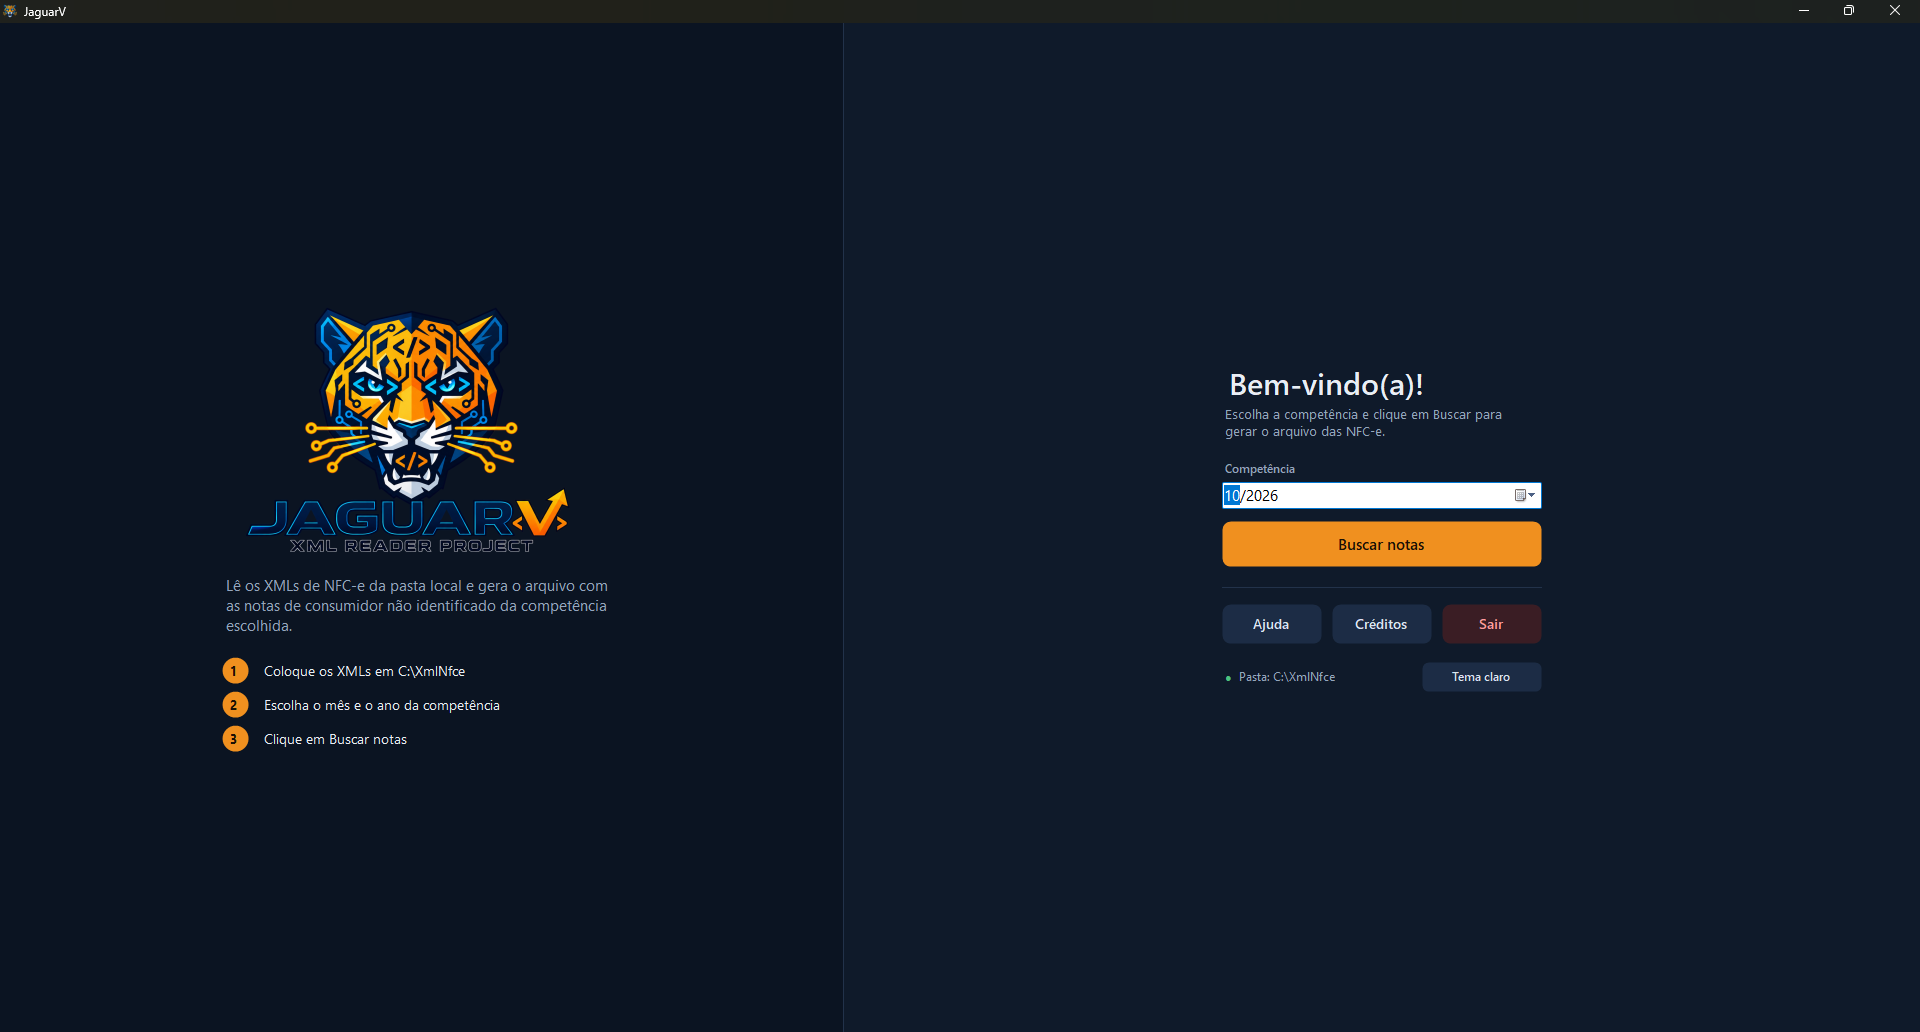 JaguarV
</>
</>
JAGUARV
<>
XML READER PROJECT
Lê os XMLs de NFC-e da pasta local e gera o arquivo com
as notas de consumidor não identificado da competência
escolhida.
1 Coloque os XMLs em C:\XmlNfce
2 Escolha o mês e o ano da competência
3 Clique em Buscar notas
Bem-vindo(a)!
Escolha a competência e clique em Buscar para
gerar o arquivo das NFC-e.
Competência
10/2026
Buscar notas
Ajuda Créditos Sair
Pasta: C:\XmlNfce Tema claro